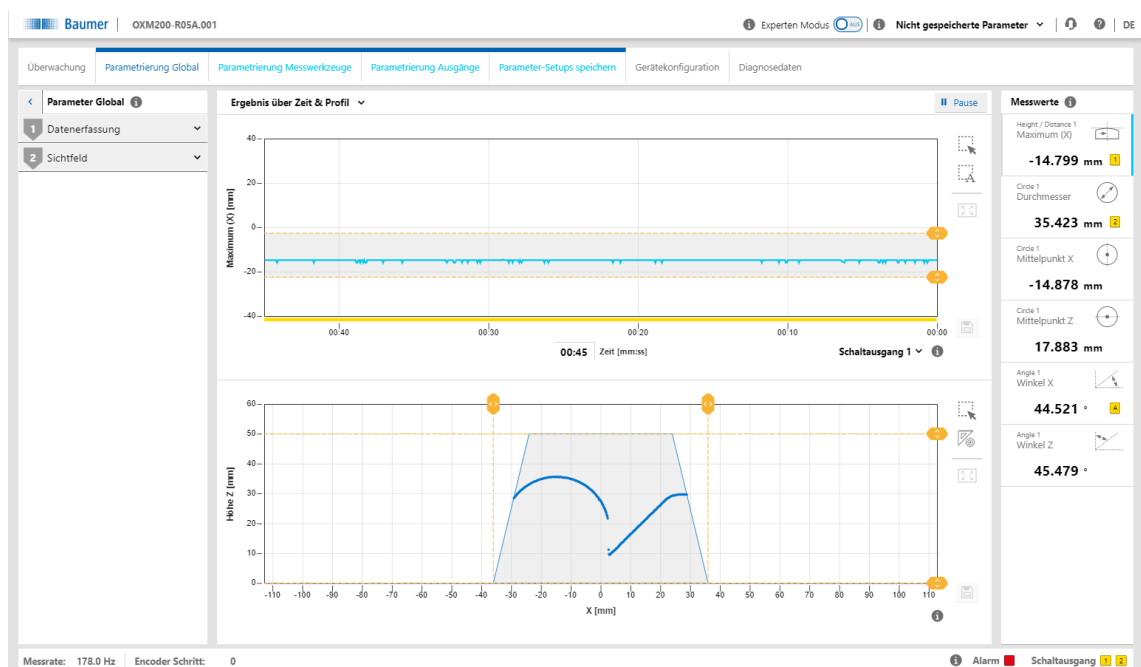 Baumer OXM200-R05A.001 Experten Modus AUS Nicht gespeicherte Parameter DE
Überwachung Parametrierung Global Parametrierung Messwerkzeuge Parametrierung Ausgänge Parameter-Setups speichern Gerätekonfiguration Diagnosedaten
Parameter Global
1 Datenerfassung
2 Sichtfeld
Ergebnis über Zeit & Profil
Pause
40
20
0
-20
-40
Maximum (X) [mm]
00:40 00:30 00:20 00:10 00:00
00:45 Zeit [mm:ss] Schaltausgang 1
60
50
40
30
20
10
0
Höhe Z [mm]
-110 -100 -90 -80 -70 -60 -50 -40 -30 -20 -10 0 10 20 30 40 50 60 70 80 90 100 110
X [mm]
Messwerte
Height / Distance 1
Maximum (X)
-14.799 mm 1
Circle 1
Durchmesser
35.423 mm 2
Circle 1
Mittelpunkt X
-14.878 mm
Circle 1
Mittelpunkt Z
17.883 mm
Angle 1
Winkel X
44.521 ° A
Angle 1
Winkel Z
45.479 °
Messrate: 178.0 Hz Encoder Schritt: 0 Alarm Schaltausgang 1 2